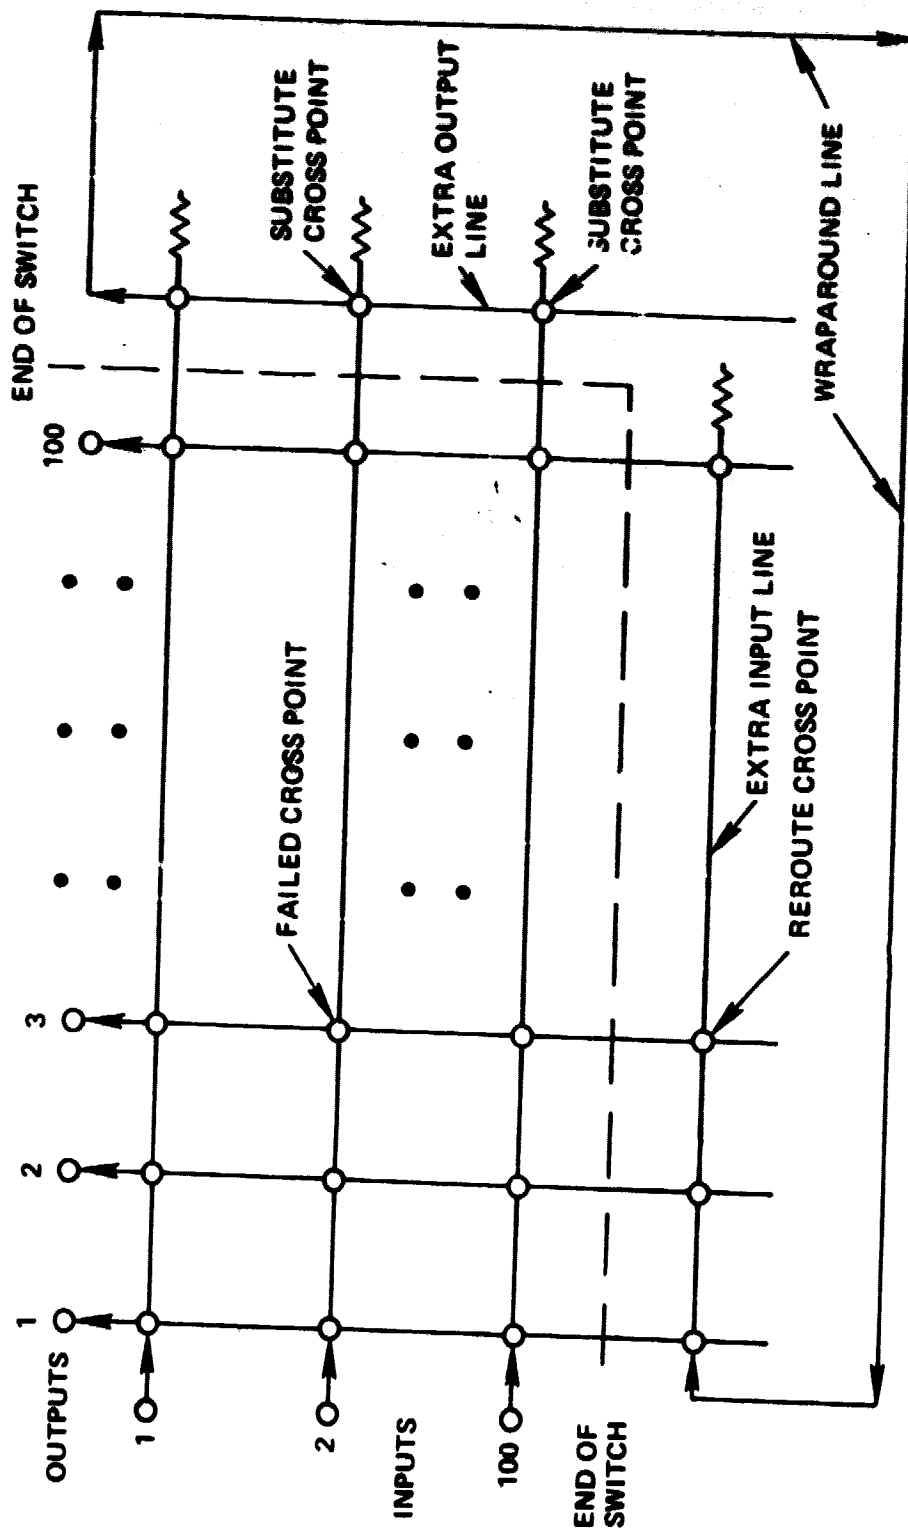 OUTPUTS
1
2
3
100
END OF SWITCH
1
2
INPUTS
100
END OF
SWITCH
FAILED CROSS POINT
SUBSTITUTE
CROSS POINT
EXTRA OUTPUT
LINE
SUBSTITUTE
CROSS POINT
EXTRA INPUT LINE
REROUTE CROSS POINT
WRAPAROUND LINE